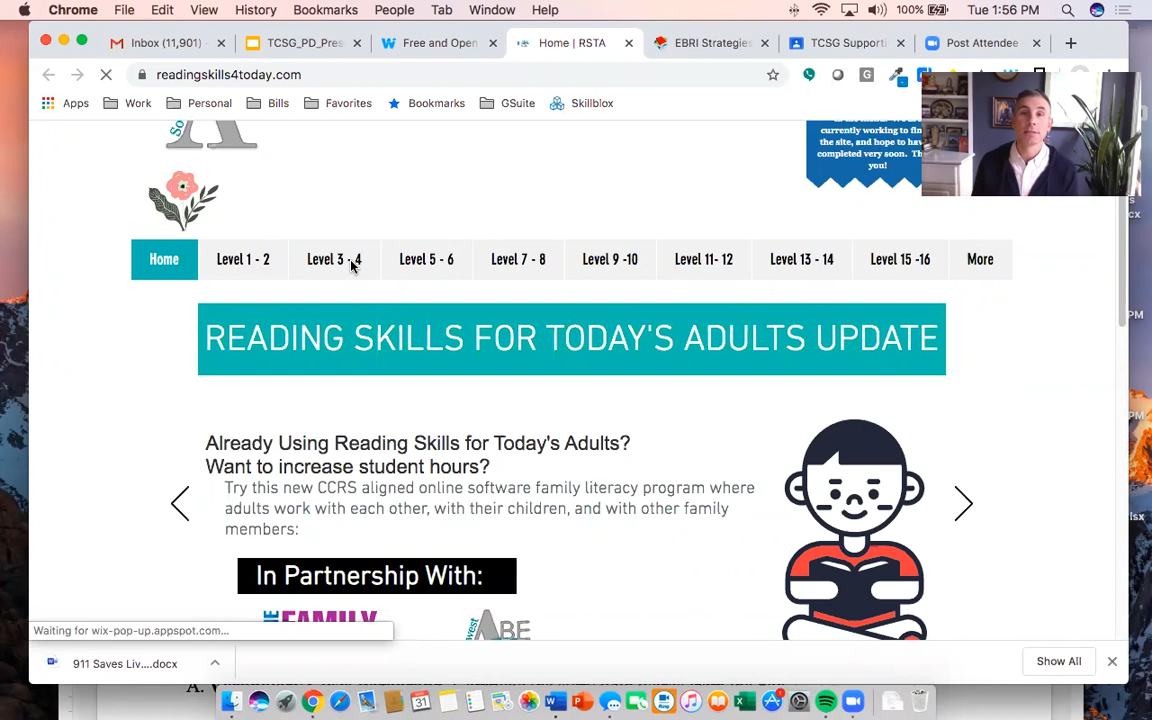 Chrome File Edit View History Bookmarks People Tab Window Help 100% Tue 1:56 PM
Inbox (11,901) TCSG_PD_Pres Free and Open Home | RSTA EBRI Strategies TCSG Supporti Post Attendee -
readingskills4today.com
Apps Work Personal Bills Favorites Bookmarks GSuite Skillblox
So
currently working to fin
the site, and hope to hav
completed very soon. Th
you!
Home Level 1 - 2 Level 3 - 4 Level 5 - 6 Level 7 - 8 Level 9 -10 Level 11- 12 Level 13 - 14 Level 15 -16 More
READING SKILLS FOR TODAY'S ADULTS UPDATE
Already Using Reading Skills for Today's Adults?
Want to increase student hours?
Try this new CCRS aligned online software family literacy program where
adults work with each other, with their children, and with other family
members:
In Partnership With:
THE FAMILY
west ABE
Waiting for wix-pop-up.appspot.com...
911 Saves Liv....docx Show All